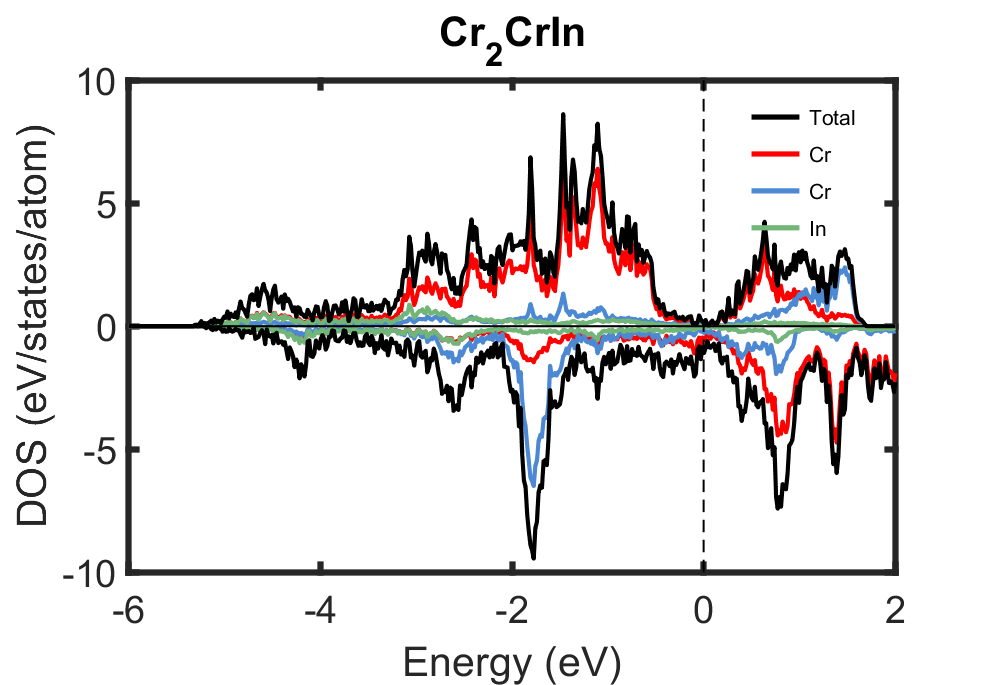 Cr2CrIn
DOS (eV/states/atom)
10
5
0
-5
-10
Total
Cr
Cr
In
-6 -4 -2 0 2
Energy (eV)